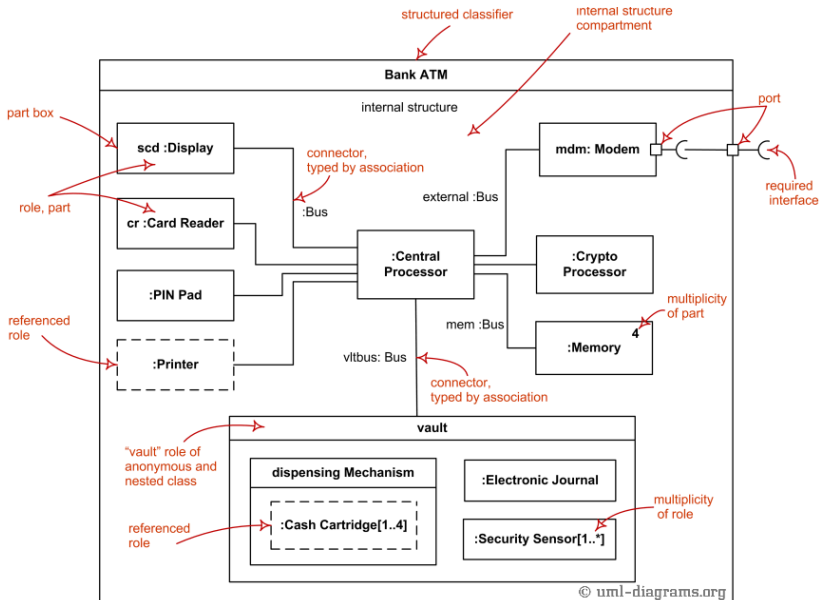 structured classifier
internal structure
compartment
Bank ATM
internal structure
port
part box
scd :Display
connector,
typed by association
mdm: Modem
required
interface
role, part
cr :Card Reader
:Bus
external :Bus
:Central
Processor
:Crypto
Processor
:PIN Pad
multiplicity
of part
referenced
role
:Printer
mem :Bus
4
:Memory
vltbus: Bus
connector,
typed by association
vault
"vault" role of
anonymous and
nested class
dispensing Mechanism
:Electronic Journal
multiplicity
of role
referenced
role
:Cash Cartridge[1..4]
:Security Sensor[1..*]
© uml-diagrams.org